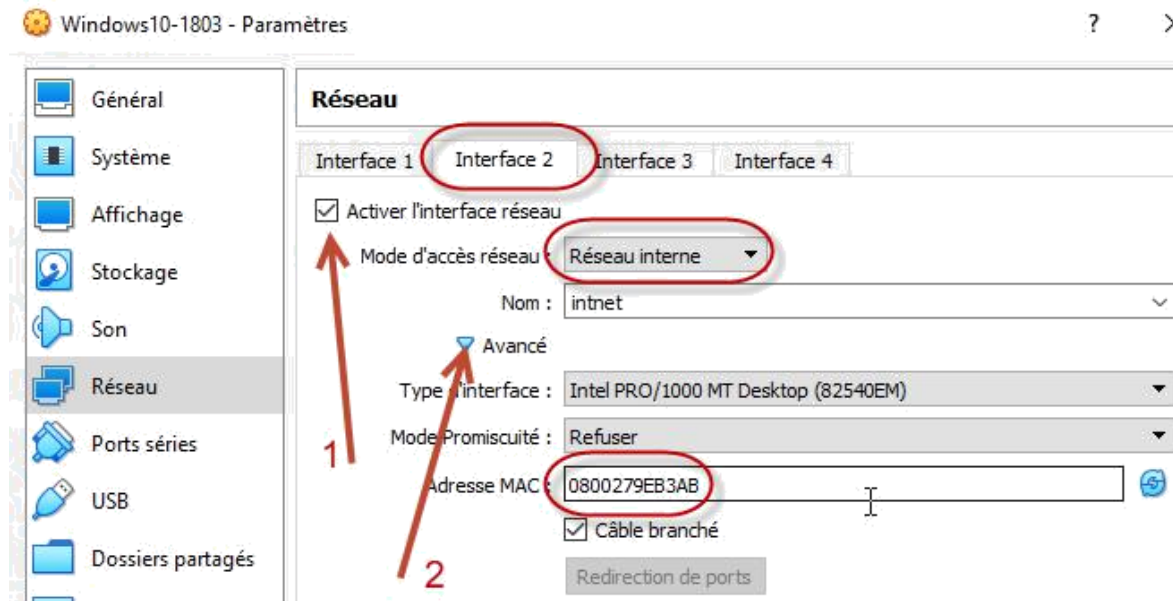 Windows10-1803 - Paramètres ?
Général
Système
Affichage
Stockage
Son
Réseau
Ports séries
USB
Dossiers partagés
Réseau
Interface 1 Interface 2 Interface 3 Interface 4
Activer l'interface réseau
Mode d'accès réseau : Réseau interne
Nom : intnet
Avancé
Type d'interface : Intel PRO/1000 MT Desktop (82540EM)
Mode Promiscuité : Refuser
Adresse MAC : 0800279EB3AB
Câble branché
Redirection de ports
1
2